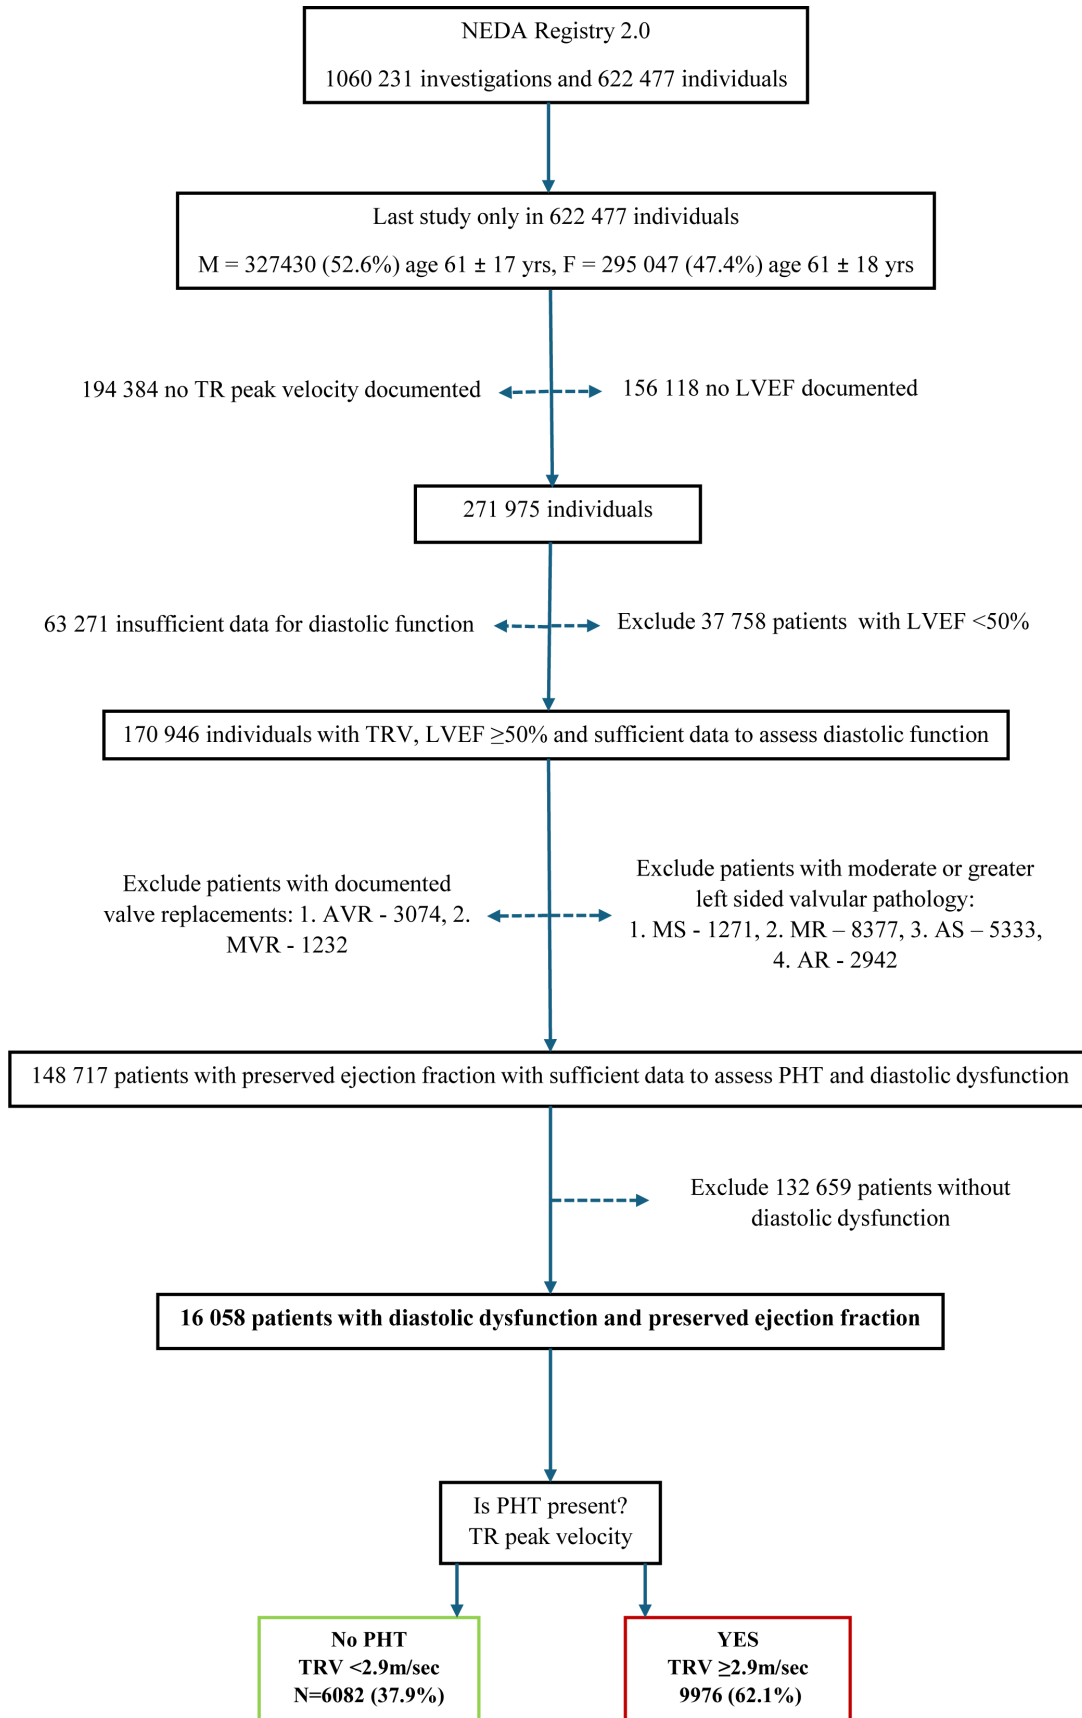 NEDA Registry 2.0
1060 231 investigations and 622 477 individuals
Last study only in 622 477 individuals
M = 327430 (52.6%) age 61 ± 17 yrs, F = 295 047 (47.4%) age 61 ± 18 yrs
194 384 no TR peak velocity documented
156 118 no LVEF documented
271 975 individuals
63 271 insufficient data for diastolic function
Exclude 37 758 patients with LVEF <50%
170 946 individuals with TRV, LVEF ≥50% and sufficient data to assess diastolic function
Exclude patients with documented
valve replacements: 1. AVR - 3074, 2.
MVR - 1232
Exclude patients with moderate or greater
left sided valvular pathology:
1. MS - 1271, 2. MR – 8377, 3. AS – 5333,
4. AR - 2942
148 717 patients with preserved ejection fraction with sufficient data to assess PHT and diastolic dysfunction
Exclude 132 659 patients without
diastolic dysfunction
16 058 patients with diastolic dysfunction and preserved ejection fraction
Is PHT present?
TR peak velocity
No PHT
TRV <2.9m/sec
N=6082 (37.9%)
YES
TRV ≥2.9m/sec
9976 (62.1%)